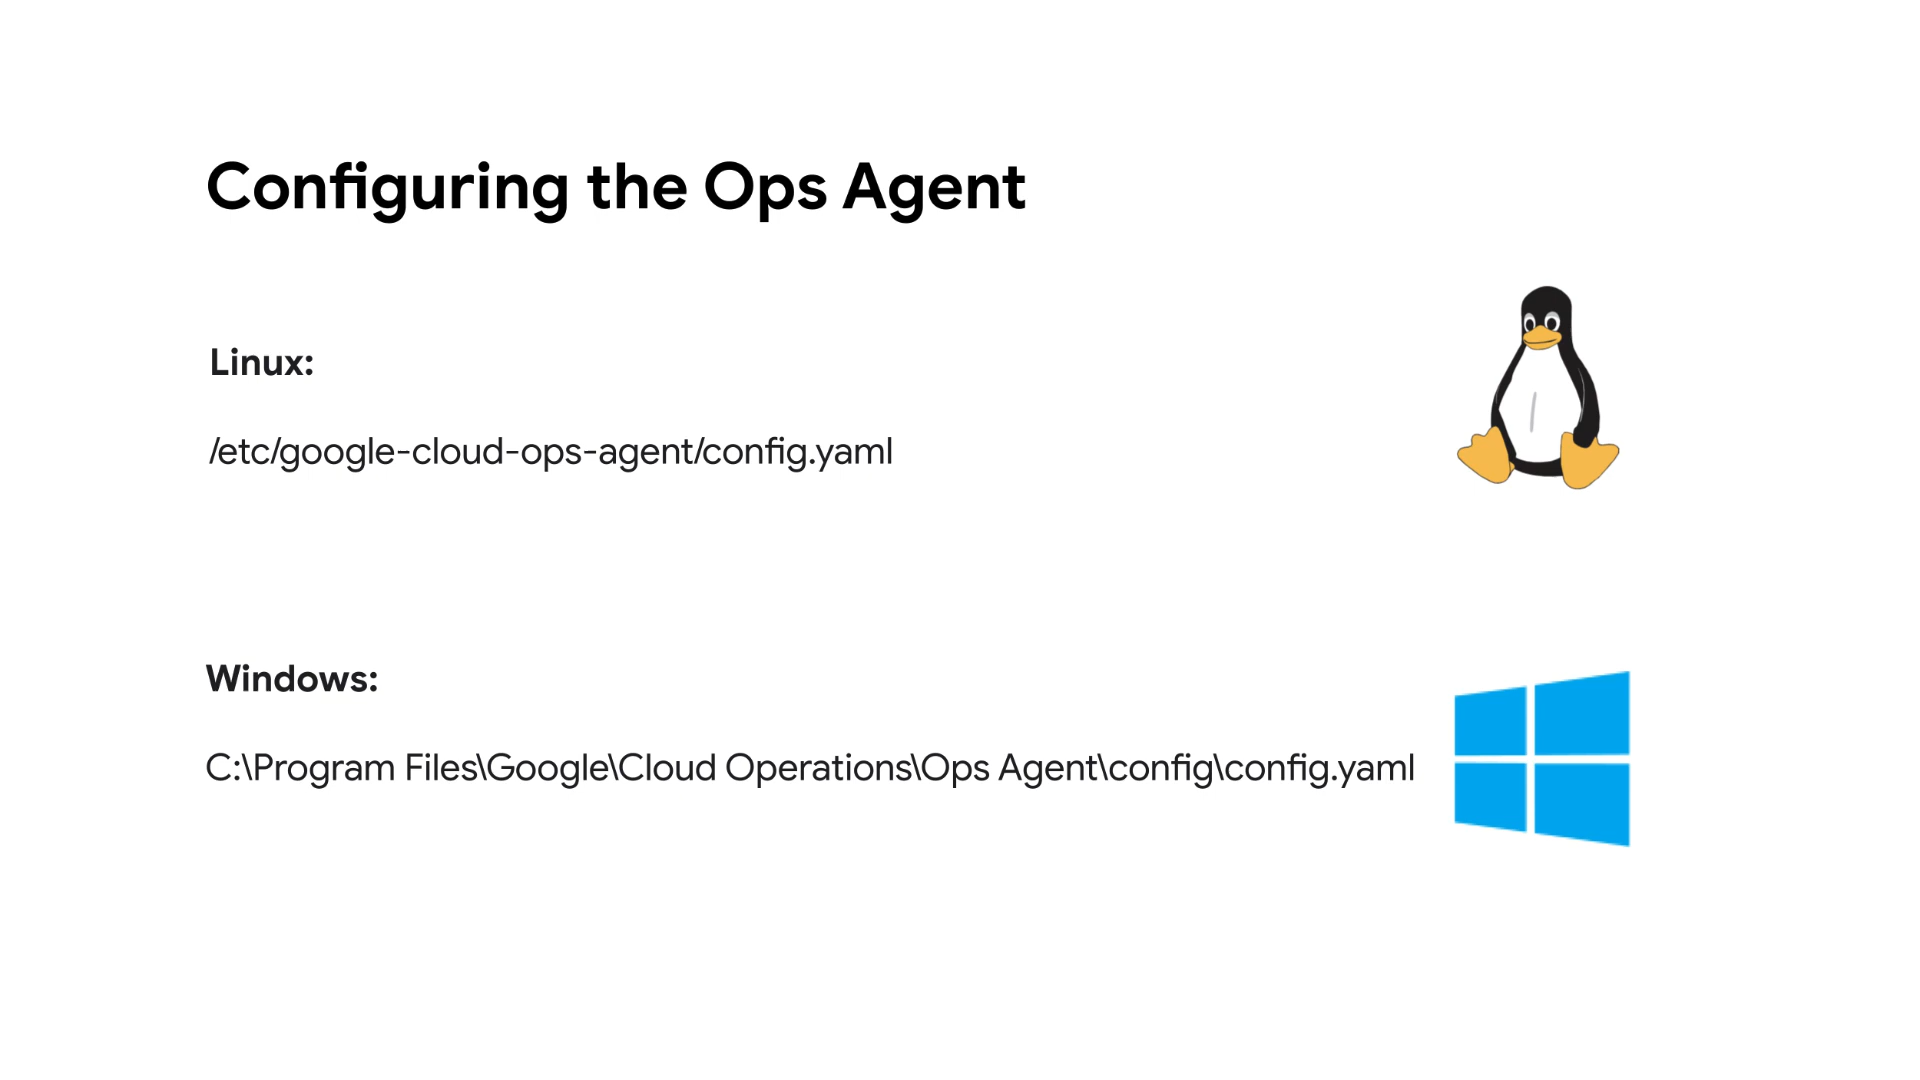 Configuring the Ops Agent
Linux:
/etc/google-cloud-ops-agent/config.yaml
Windows:
C:\Program Files\Google\Cloud Operations\Ops Agent\config\config.yaml